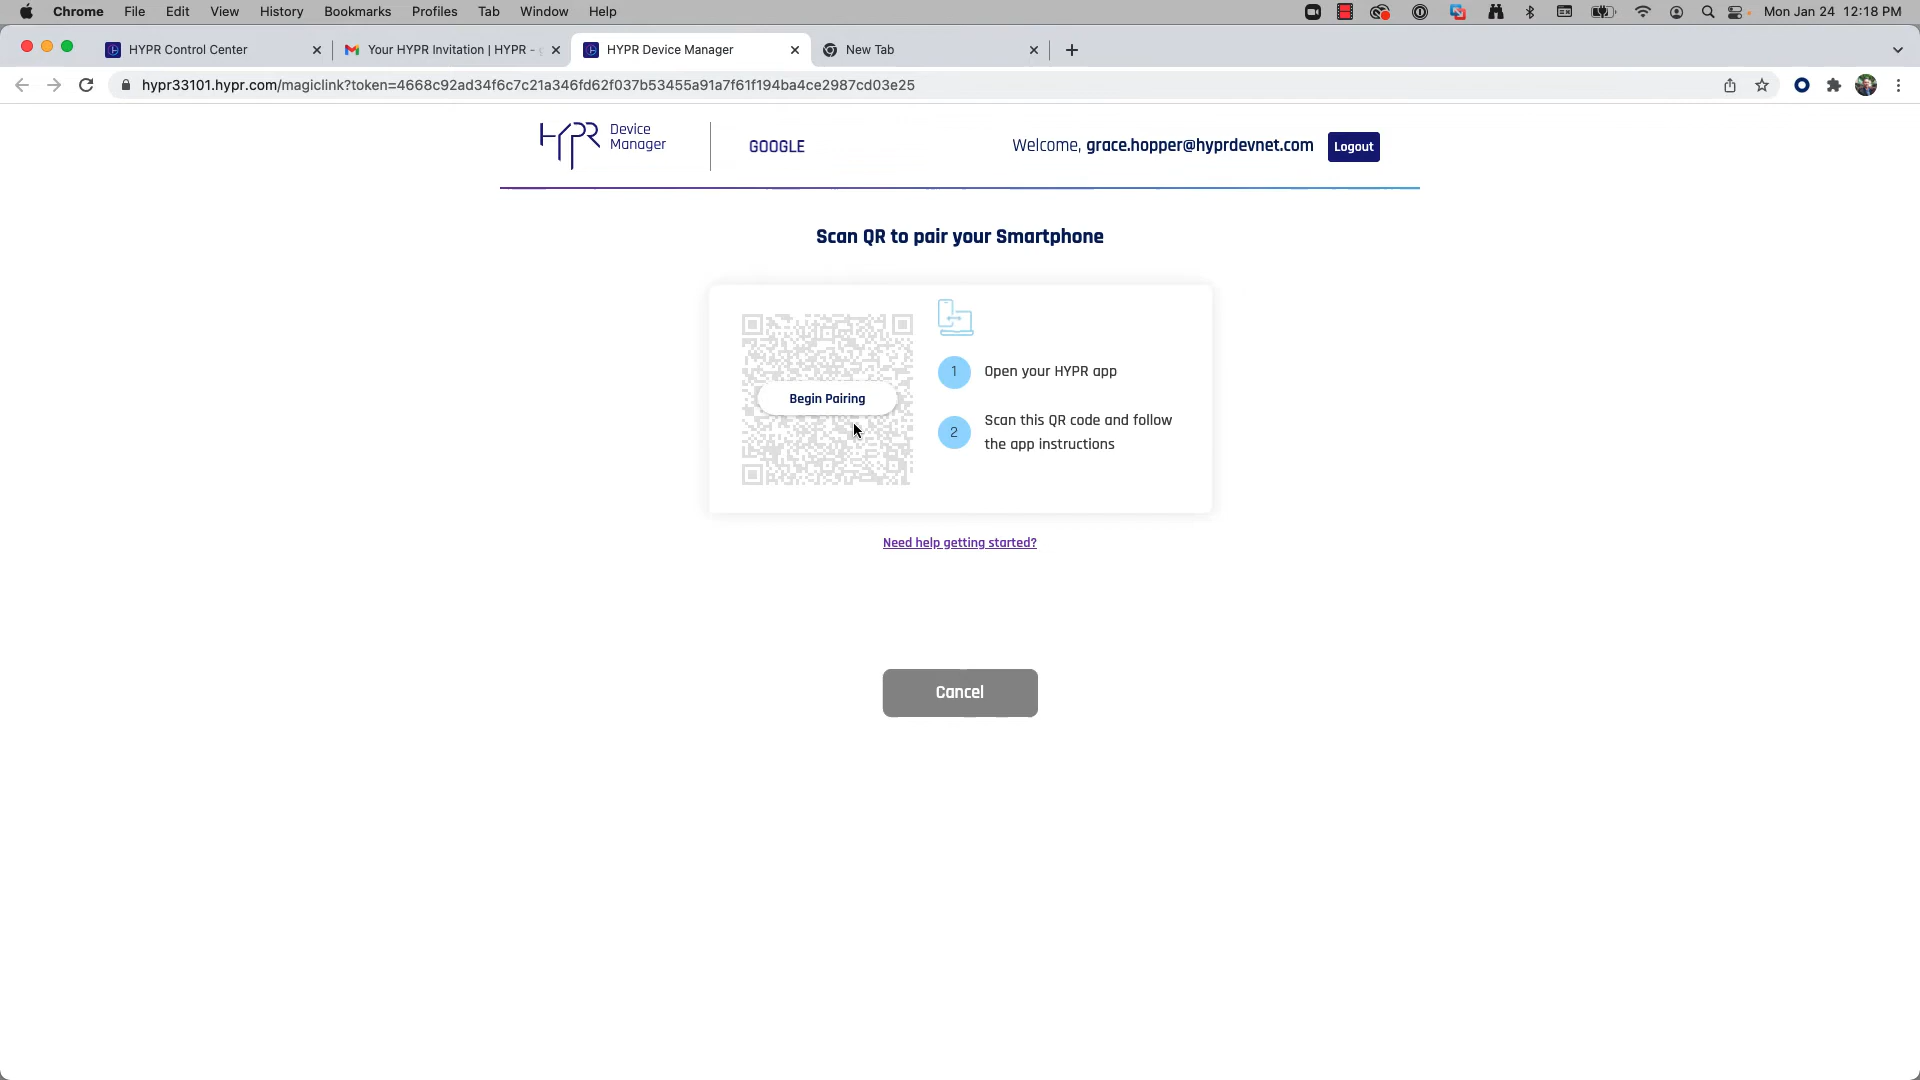 Chrome File Edit View History Bookmarks Profiles Tab Window Help Mon Jan 24 12:18 PM
HYPR Control Center Your HYPR Invitation | HYPR - HYPR Device Manager New Tab
hypr33101.hypr.com/magiclink?token=4668c92ad34f6c7c21a346fd62f037b53455a91a7f61f194ba4ce2987cd03e25
HYPR Device
Manager
GOOGLE
Welcome, grace.hopper@hyprdevnet.com Logout
Scan QR to pair your Smartphone
Begin Pairing
1 Open your HYPR app
2 Scan this QR code and follow
the app instructions
Need help getting started?
Cancel